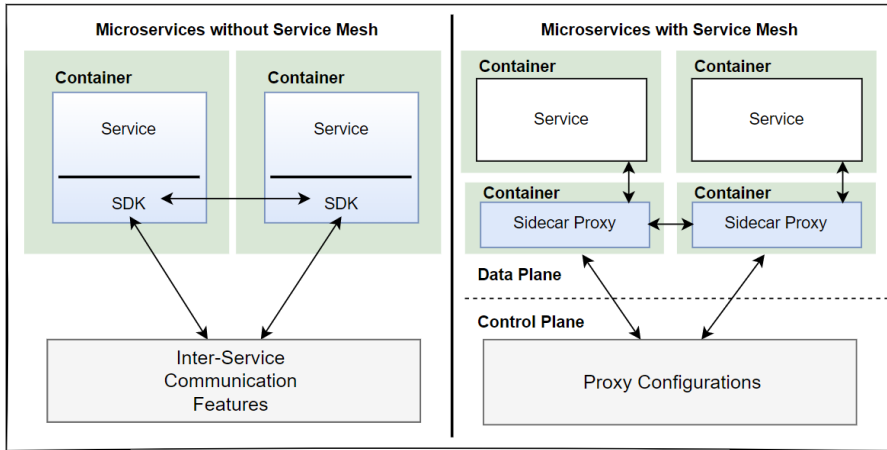 Microservices without Service Mesh
Container
Container
Service
Service
SDK
SDK
Inter-Service
Communication
Features
Microservices with Service Mesh
Container
Container
Service
Service
Container
Container
Sidecar Proxy
Sidecar Proxy
Data Plane
Control Plane
Proxy Configurations